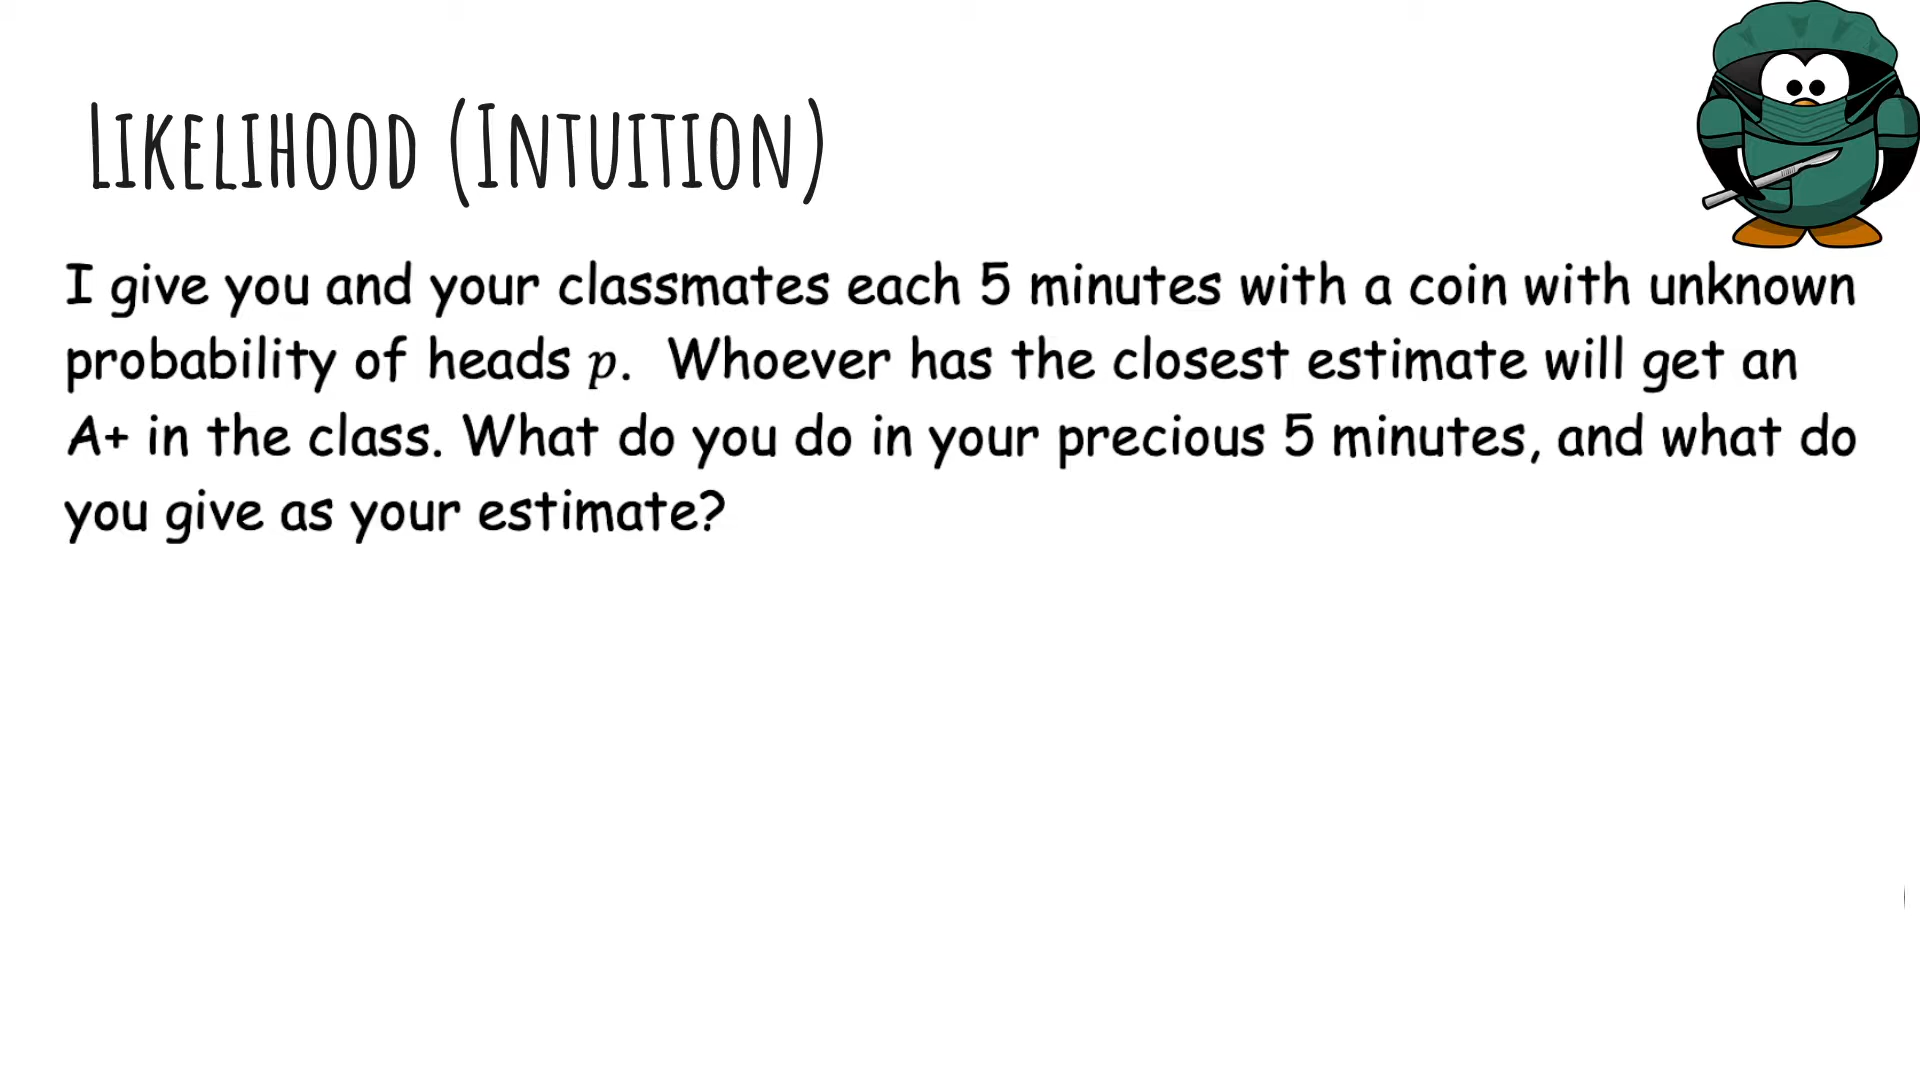 Likelihood (Intuition)
I give you and your classmates each 5 minutes with a coin with unknown
probability of heads p. Whoever has the closest estimate will get an
A+ in the class. What do you do in your precious 5 minutes, and what do
you give as your estimate?